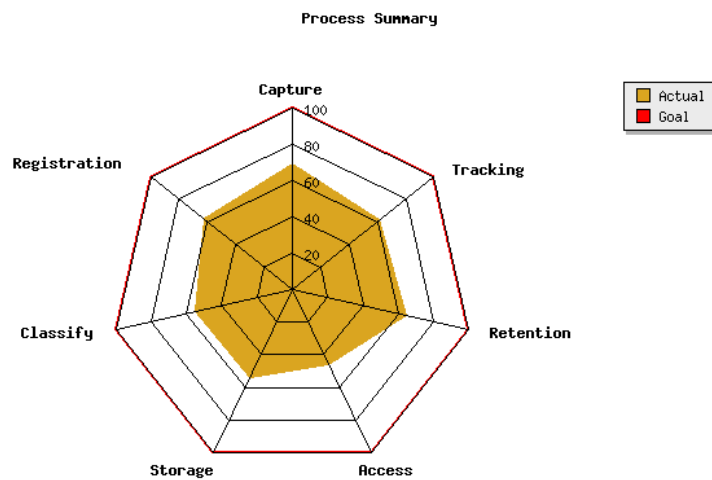 Process Summary
Capture
100
Actual
Goal
80
Registration
Tracking
60
40
20
Classify
Retention
Storage
Access